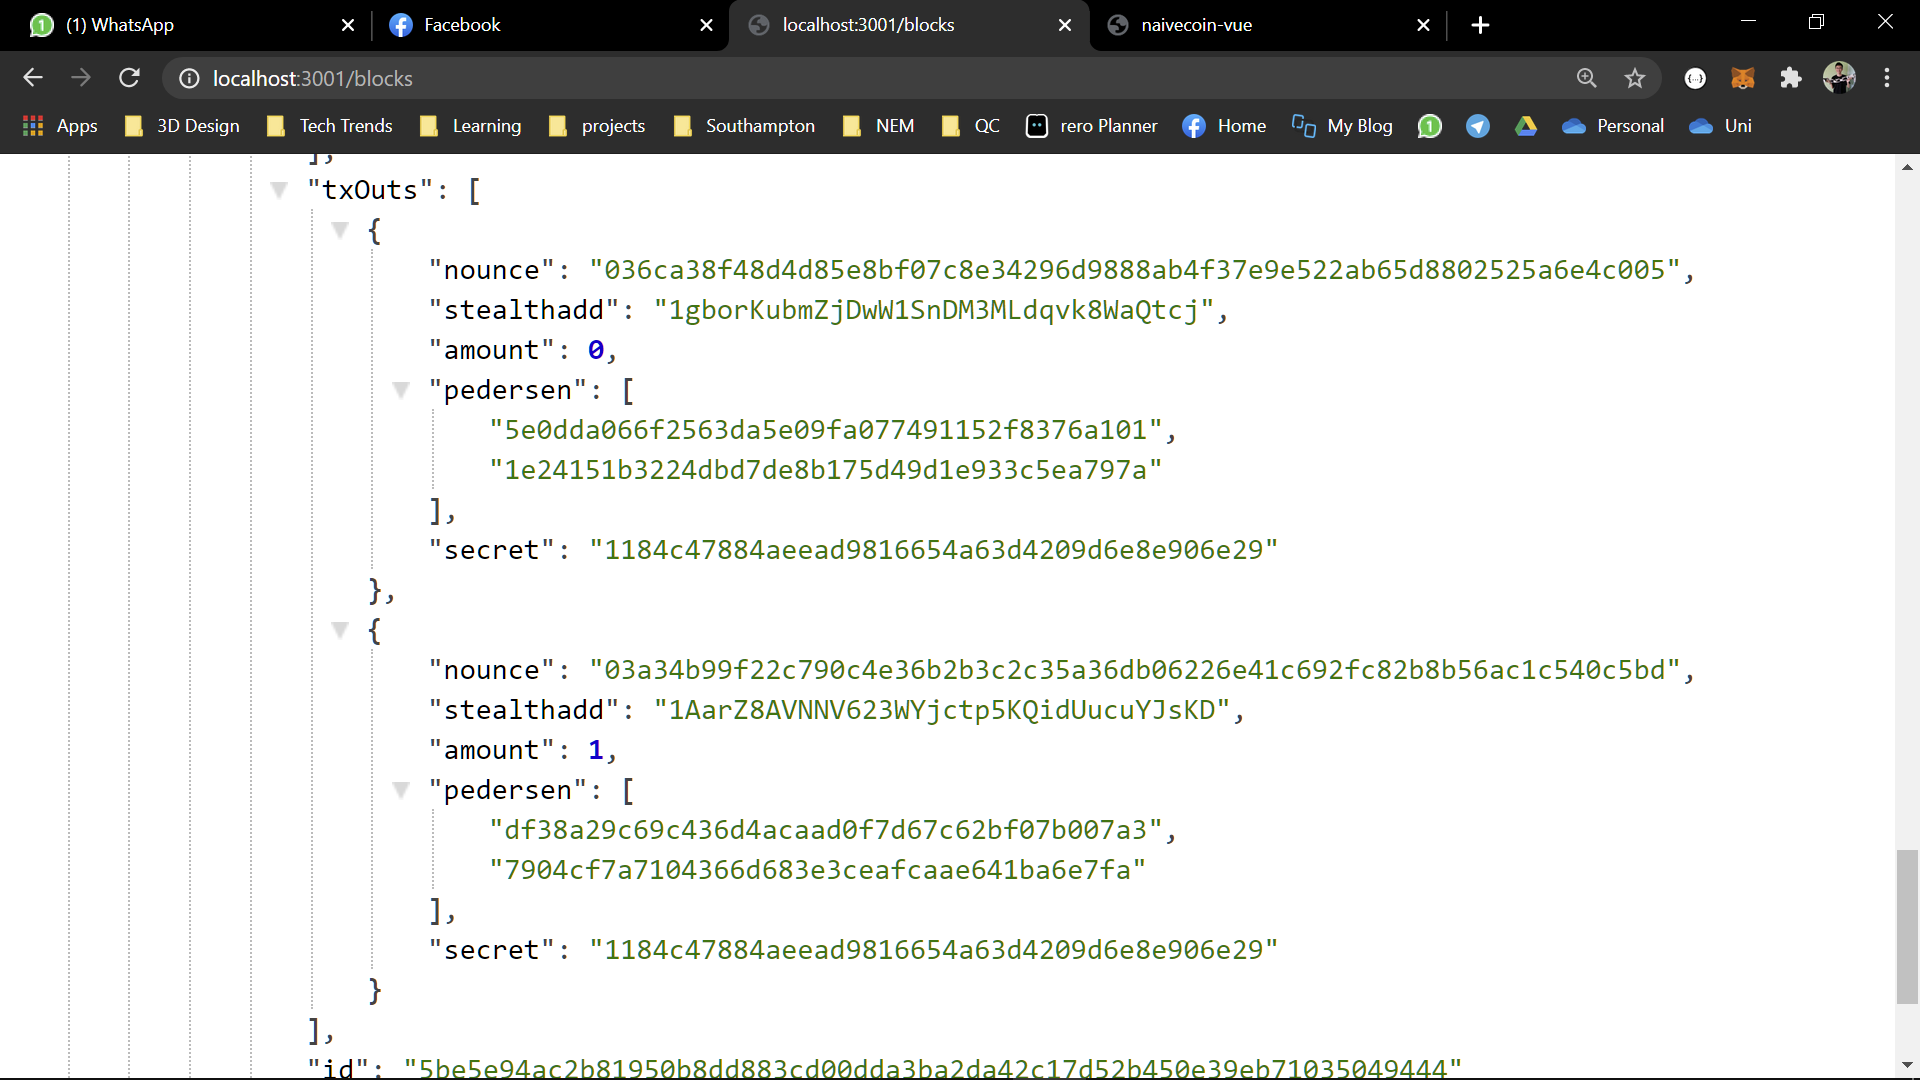 (1) WhatsApp
Facebook
localhost:3001/blocks
naivecoin-vue
localhost:3001/blocks
Apps 3D Design Tech Trends Learning projects Southampton NEM QC rero Planner Home My Blog 1 Personal Uni
],
"txOuts": [
{
"nounce": "036ca38f48d4d85e8bf07c8e34296d9888ab4f37e9e522ab65d8802525a6e4c005",
"stealthadd": "1gborKubmZjDwW1SnDM3MLdqvk8WaQtcj",
"amount": 0,
"pedersen": [
"5e0dda066f2563da5e09fa077491152f8376a101",
"1e24151b3224dbd7de8b175d49d1e933c5ea797a"
],
"secret": "1184c47884aeead9816654a63d4209d6e8e906e29"
},
{
"nounce": "03a34b99f22c790c4e36b2b3c2c35a36db06226e41c692fc82b8b56ac1c540c5bd",
"stealthadd": "1AarZ8AVNNV623WYjctp5KQidUucuYJsKD",
"amount": 1,
"pedersen": [
"df38a29c69c436d4acaad0f7d67c62bf07b007a3",
"7904cf7a7104366d683e3ceafcaae641ba6e7fa"
],
"secret": "1184c47884aeead9816654a63d4209d6e8e906e29"
}
],
"id": "5be5e94ac2b81950b8dd883cd00dda3ba2da42c17d52b450e39eb71035049444"